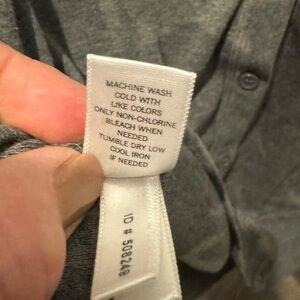 MACHINE WASH
COLD WITH
LIKE COLORS
ONLY NON-CHLORINE
BLEACH WHEN
NEEDED
TUMBLE DRY LOW
COOL IRON
IF NEEDED
ID # 508249